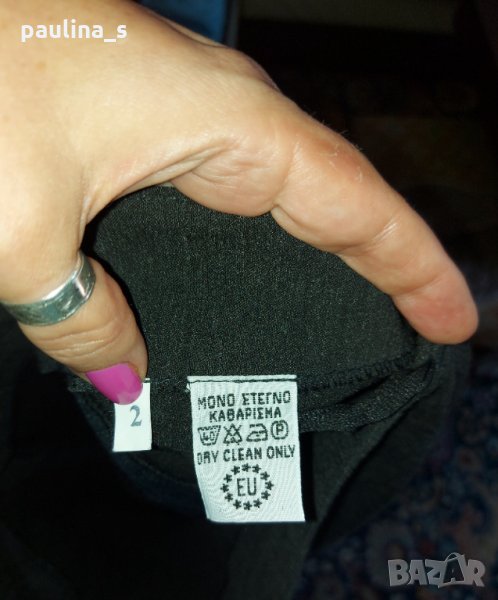 paulina_s
2
ΜΟΝΟ ΣΤΕΓΝΟ
ΚΑΘΑΡΙΣΜΑ
P
DRY CLEAN ONLY
EU
BAZAR